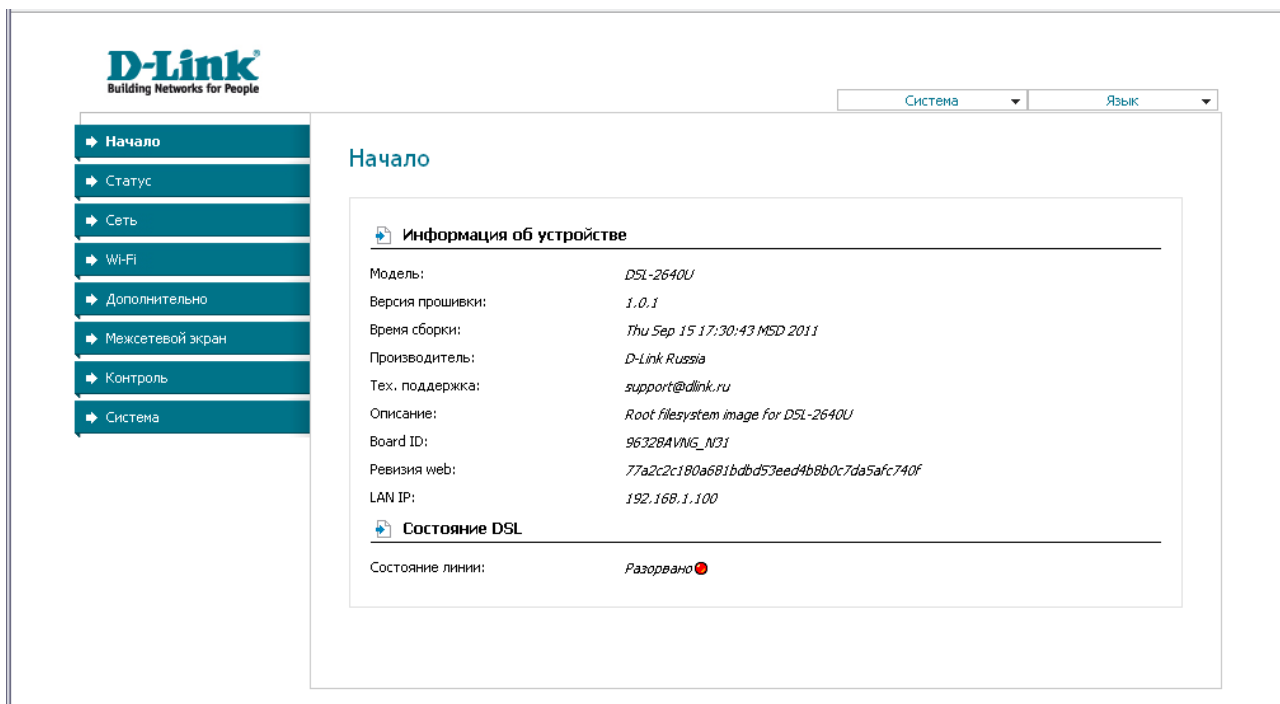 D-Link
Building Networks for People
Система
Язык
Начало
Статус
Сеть
Wi-Fi
Дополнительно
Межсетевой экран
Контроль
Система
Начало
Информация об устройстве
Модель: DSL-2640U
Версия прошивки: 1.0.1
Время сборки: Thu Sep 15 17:30:43 MSD 2011
Производитель: D-Link Russia
Тех. поддержка: support@dlink.ru
Описание: Root filesystem image for DSL-2640U
Board ID: 96328AVNG_N31
Ревизия web: 77a2c2c180a681bdbd53eed4b8b0c7da5afc740f
LAN IP: 192.168.1.100
Состояние DSL
Состояние линии: Разорвано